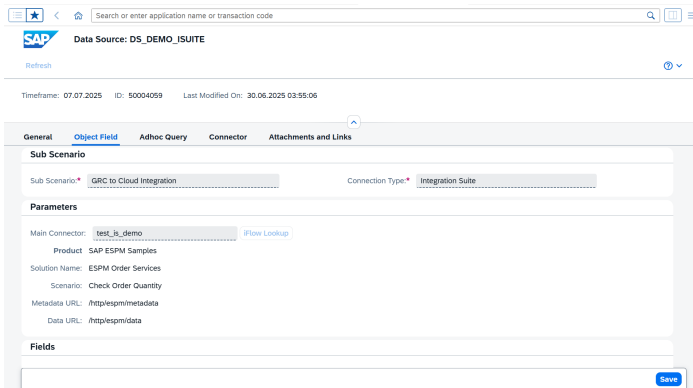 Search or enter application name or transaction code
SAP Data Source: DS_DEMO_ISUITE
Refresh
Timeframe: 07.07.2025 ID: 50004059 Last Modified On: 30.06.2025 03:55:06
General Object Field Adhoc Query Connector Attachments and Links
Sub Scenario
Sub Scenario:* GRC to Cloud Integration Connection Type:* Integration Suite
Parameters
Main Connector: test_is_demo iFlow Lookup
Product SAP ESPM Samples
Solution Name: ESPM Order Services
Scenario: Check Order Quantity
Metadata URL: /http/espm/metadata
Data URL: /http/espm/data
Fields
Save